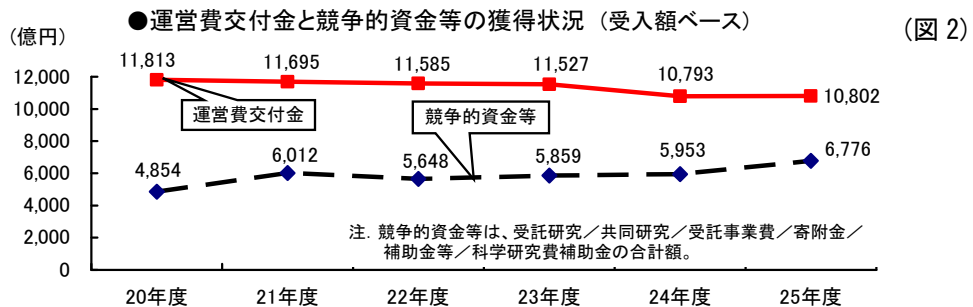 ●運営費交付金と競争的資金等の獲得状況（受入額ベース）
(図2)
(億円)
12,000
10,000
8,000
6,000
4,000
2,000
0
11,813
11,695
11,585
11,527
10,793
10,802
運営費交付金
競争的資金等
4,854
6,012
5,648
5,859
5,953
6,776
注．競争的資金等は、受託研究／共同研究／受託事業費／寄附金／
補助金等／科学研究費補助金の合計額。
20年度
21年度
22年度
23年度
24年度
25年度